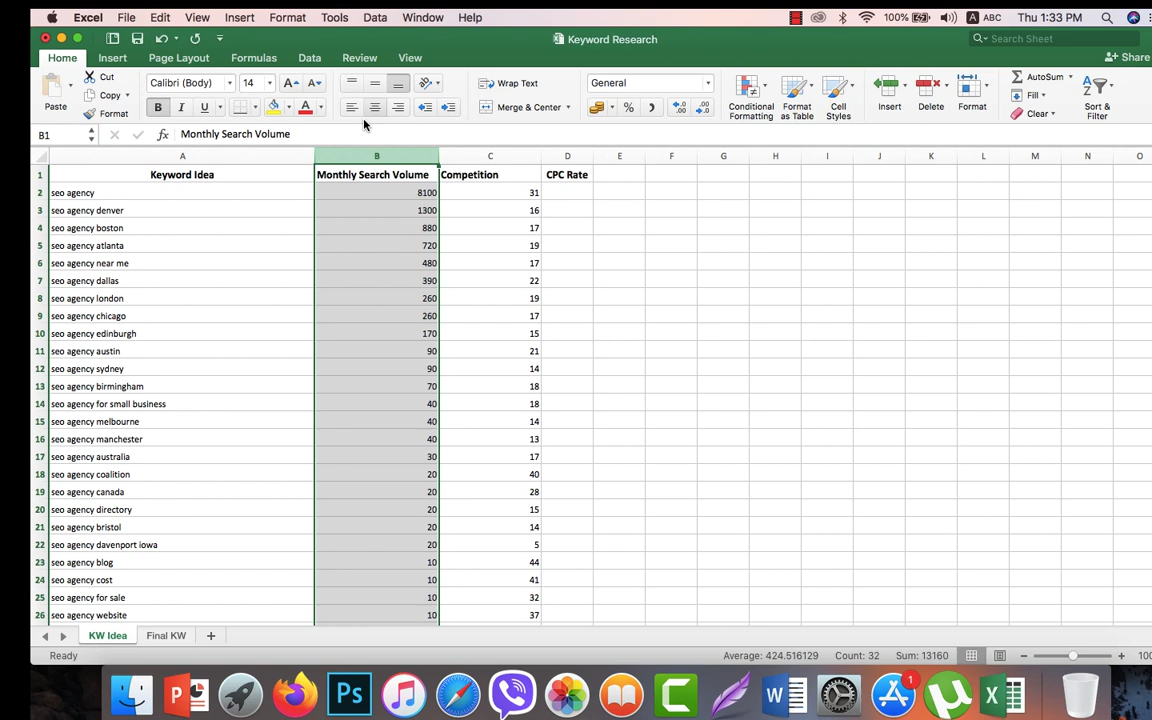 Excel File Edit View Insert Format Tools Data Window Help 100% A ABC Thu 1:33 PM
Keyword Research Search Sheet
Home Insert Page Layout Formulas Data Review View Share
Paste Cut Copy Format
Calibri (Body) 14 A A
B I U A
Wrap Text
Merge & Center
General
%
Conditional Formatting Format as Table Cell Styles Insert Delete Format
AutoSum
Fill
Clear
Sort & Filter
B1 fx Monthly Search Volume
A B C D E F G H I J K L M N O
1 Keyword Idea Monthly Search Volume Competition CPC Rate
2 seo agency 8100 31
3 seo agency denver 1300 16
4 seo agency boston 880 17
5 seo agency atlanta 720 19
6 seo agency near me 480 17
7 seo agency dallas 390 22
8 seo agency london 260 19
9 seo agency chicago 260 17
10 seo agency edinburgh 170 15
11 seo agency austin 90 21
12 seo agency sydney 90 14
13 seo agency birmingham 70 18
14 seo agency for small business 40 18
15 seo agency melbourne 40 14
16 seo agency manchester 40 13
17 seo agency australia 30 17
18 seo agency coalition 20 40
19 seo agency canada 20 28
20 seo agency directory 20 15
21 seo agency bristol 20 14
22 seo agency davenport iowa 20 5
23 seo agency blog 10 44
24 seo agency cost 10 41
25 seo agency for sale 10 32
26 seo agency website 10 37
KW Idea Final KW +
Ready Average: 424.516129 Count: 32 Sum: 13160 100
P Ps C W 1 X